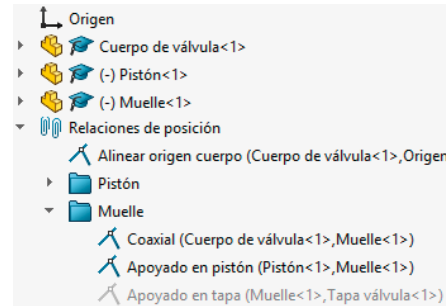 Origen
Cuerpo de válvula<1>
(-) Pistón<1>
(-) Muelle<1>
Relaciones de posición
Alinear origen cuerpo (Cuerpo de válvula<1>,Origen
Pistón
Muelle
Coaxial (Cuerpo de válvula<1>,Muelle<1>)
Apoyado en pistón (Pistón<1>,Muelle<1>)
Apoyado en tapa (Muelle<1>,Tapa válvula<1>)